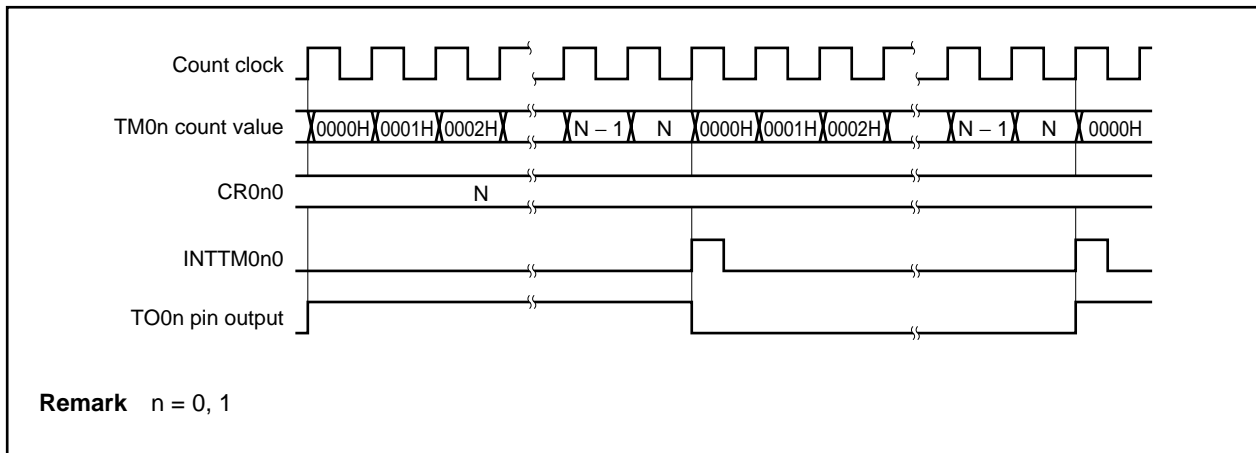 Count clock
TM0n count value 0000H 0001H 0002H N – 1 N 0000H 0001H 0002H N – 1 N 0000H
CR0n0 N
INTTM0n0
TO0n pin output
Remark n = 0, 1